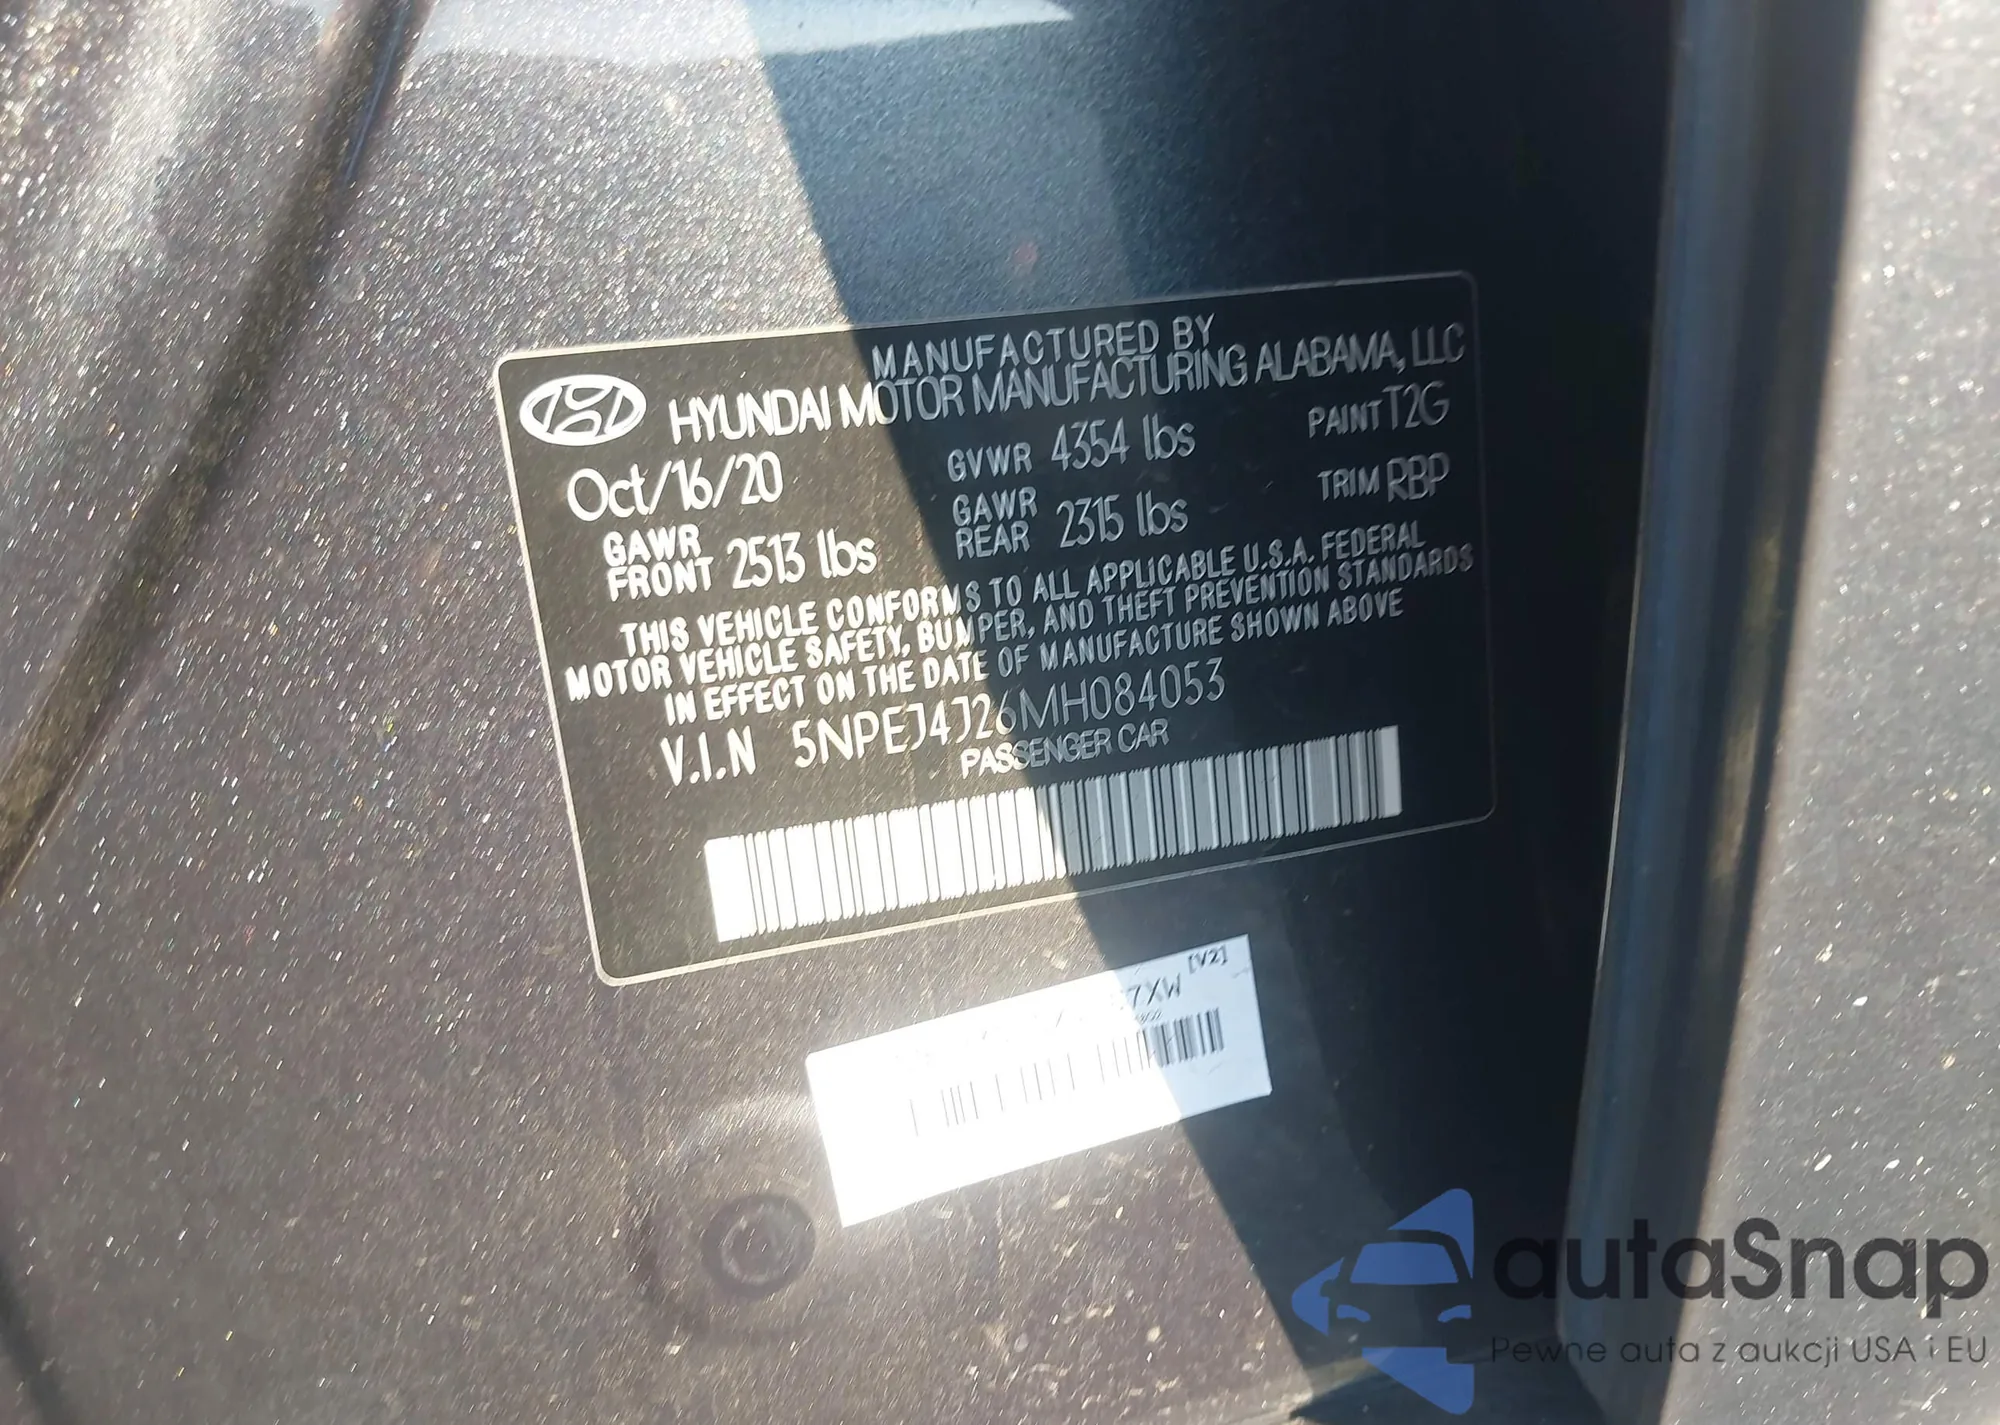 MANUFACTURED BY
HYUNDAI MOTOR MANUFACTURING ALABAMA, LLC
Oct/16/20 GVWR 4354 lbs PAINT T2G
GAWR FRONT 2513 lbs GAWR REAR 2315 lbs TRIM RBP
THIS VEHICLE CONFORMS TO ALL APPLICABLE U.S.A. FEDERAL
MOTOR VEHICLE SAFETY, BUMPER, AND THEFT PREVENTION STANDARDS
IN EFFECT ON THE DATE OF MANUFACTURE SHOWN ABOVE
V.I.N 5NPEJ4J26MH084053
PASSENGER CAR
[V2]
autaSnap
Pewne auta z aukcji USA i EU